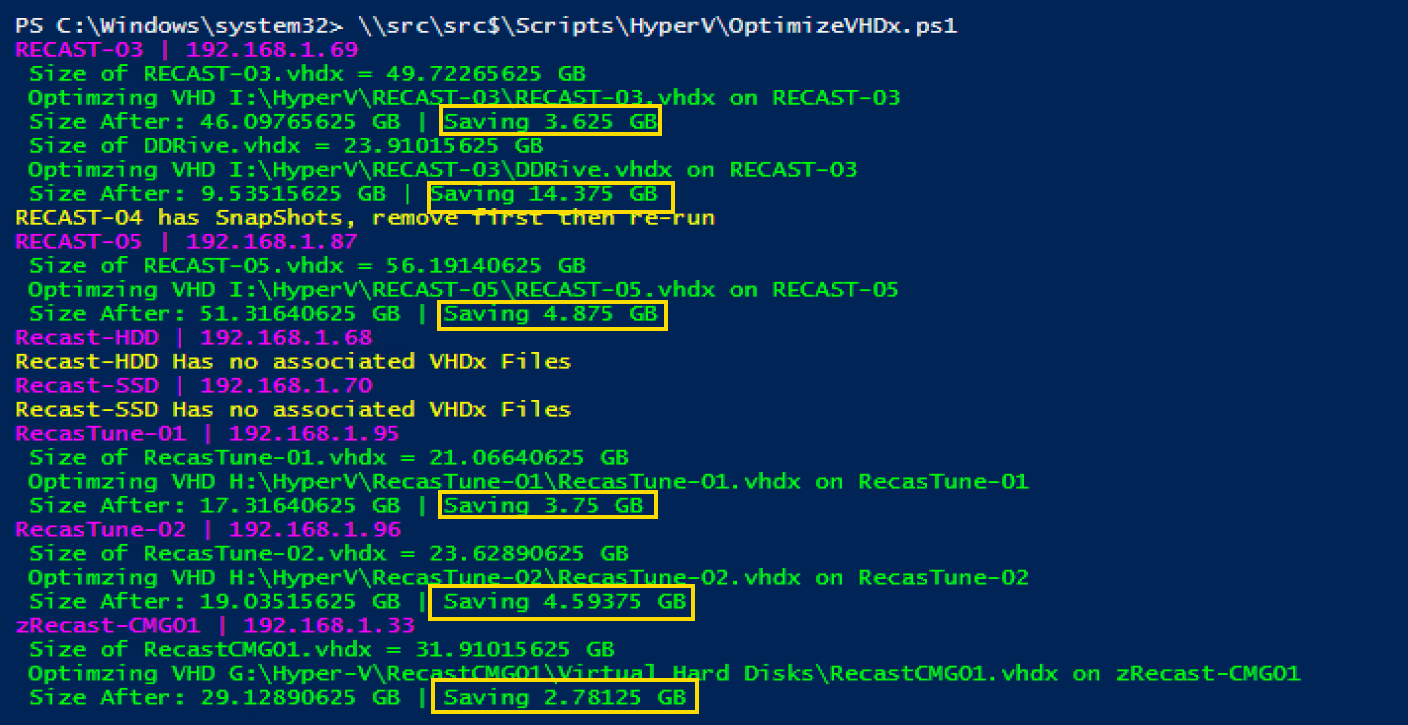 PS C:\Windows\system32> \\src\src$\Scripts\HyperV\OptimizeVHDx.ps1
RECAST-03 | 192.168.1.69
Size of RECAST-03.vhdx = 49.72265625 GB
Optimzing VHD I:\HyperV\RECAST-03\RECAST-03.vhdx on RECAST-03
Size After: 46.09765625 GB | Saving 3.625 GB
Size of DDRive.vhdx = 23.91015625 GB
Optimzing VHD I:\HyperV\RECAST-03\DDRive.vhdx on RECAST-03
Size After: 9.53515625 GB | Saving 14.375 GB
RECAST-04 has SnapShots, remove first then re-run
RECAST-05 | 192.168.1.87
Size of RECAST-05.vhdx = 56.19140625 GB
Optimzing VHD I:\HyperV\RECAST-05\RECAST-05.vhdx on RECAST-05
Size After: 51.31640625 GB | Saving 4.875 GB
Recast-HDD | 192.168.1.68
Recast-HDD Has no associated VHDx Files
Recast-SSD | 192.168.1.70
Recast-SSD Has no associated VHDx Files
RecasTune-01 | 192.168.1.95
Size of RecasTune-01.vhdx = 21.06640625 GB
Optimzing VHD H:\HyperV\RecasTune-01\RecasTune-01.vhdx on RecasTune-01
Size After: 17.31640625 GB | Saving 3.75 GB
RecasTune-02 | 192.168.1.96
Size of RecasTune-02.vhdx = 23.62890625 GB
Optimzing VHD H:\HyperV\RecasTune-02\RecasTune-02.vhdx on RecasTune-02
Size After: 19.03515625 GB | Saving 4.59375 GB
zRecast-CMG01 | 192.168.1.33
Size of RecastCMG01.vhdx = 31.91015625 GB
Optimzing VHD G:\Hyper-V\RecastCMG01\Virtual Hard Disks\RecastCMG01.vhdx on zRecast-CMG01
Size After: 29.12890625 GB | Saving 2.78125 GB